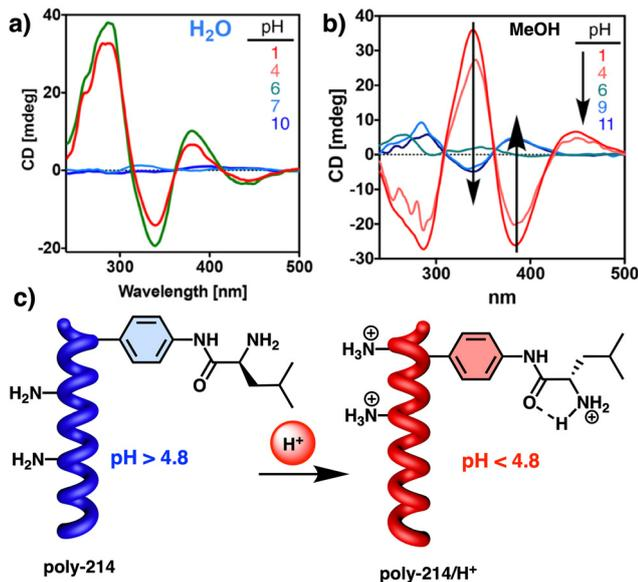 a)
H₂O
pH
1
4
6
7
10
CD [mdeg]
40
20
0
-20
300
400
500
Wavelength [nm]
b)
MeOH
pH
1
4
6
9
11
CD [mdeg]
40
30
20
10
0
-10
-20
-30
300
400
500
nm
c)
NH
NH₂
O
H₂N
H₂N
pH > 4.8
poly-214
H⁺
⊕
H₃N
⊕
H₃N
NH
O
H
NH₂
⊕
pH < 4.8
poly-214/H⁺